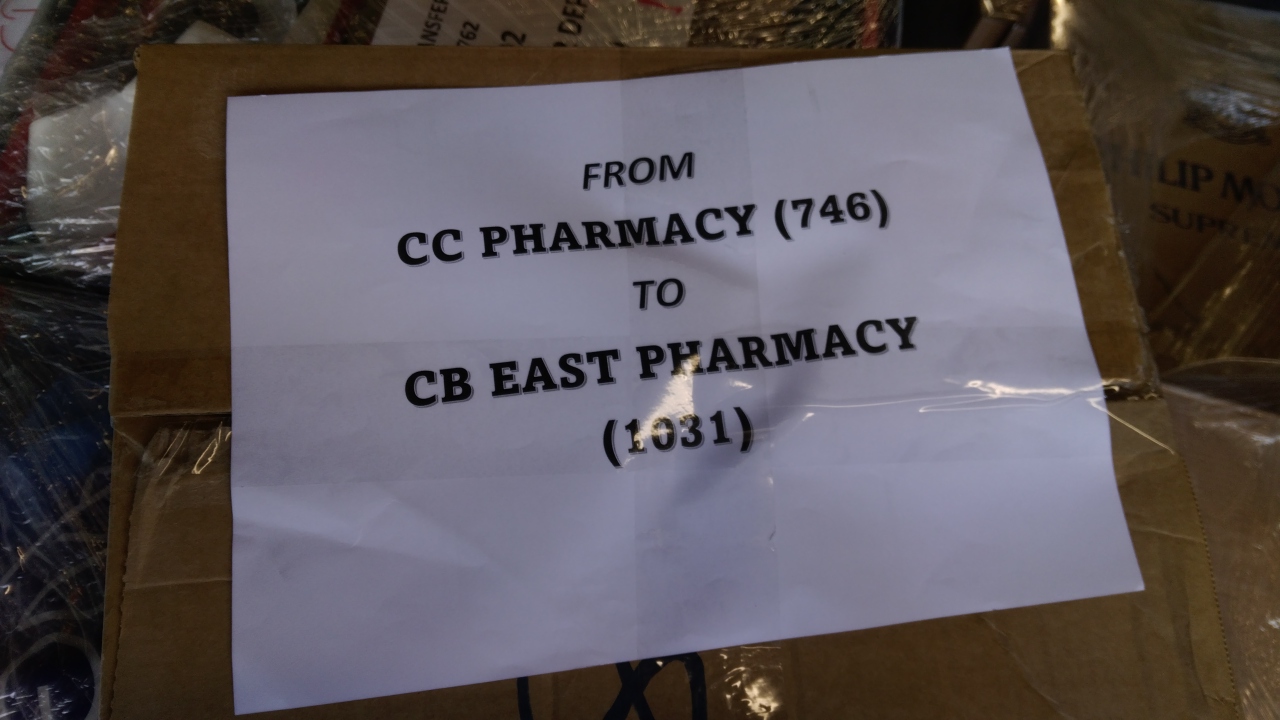 FROM
CC PHARMACY (746)
TO
CB EAST PHARMACY
(1031)